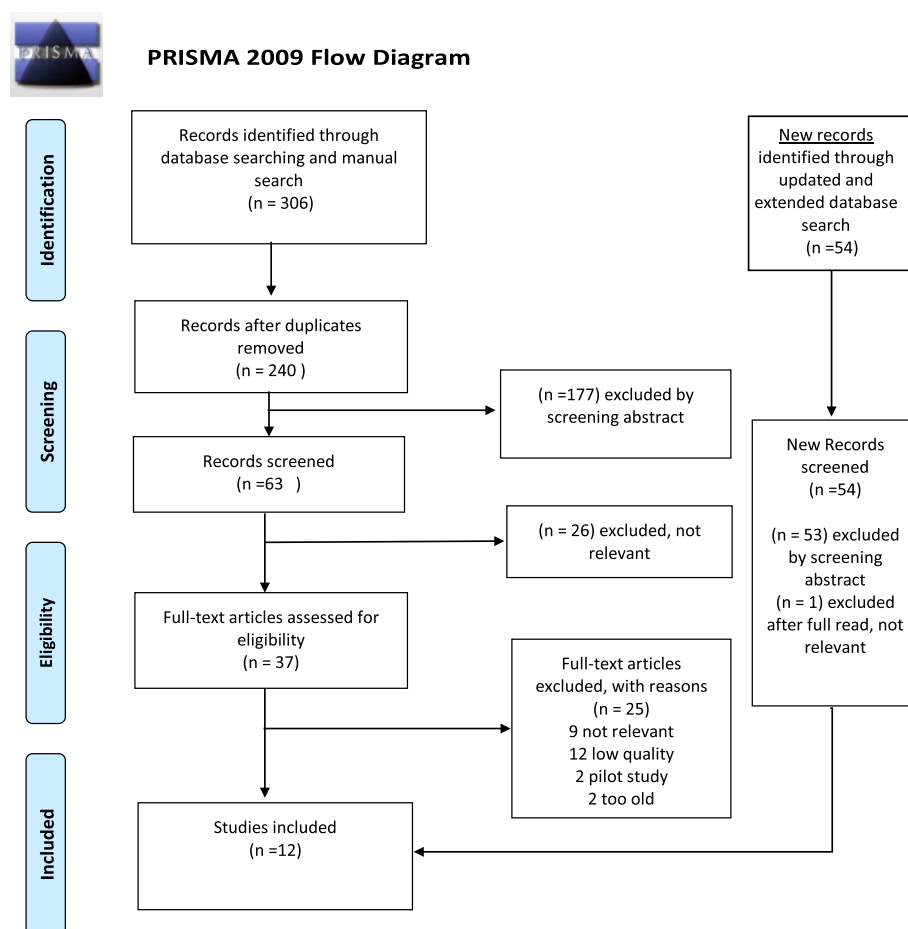 PRISMA
PRISMA 2009 Flow Diagram
Identification
Records identified through
database searching and manual
search
(n = 306)
New records
identified through
updated and
extended database
search
(n =54)
Screening
Records after duplicates
removed
(n = 240 )
(n =177) excluded by
screening abstract
Records screened
(n =63 )
New Records
screened
(n =54)
(n = 53) excluded
by screening
abstract
(n = 1) excluded
after full read, not
relevant
(n = 26) excluded, not
relevant
Eligibility
Full-text articles assessed for
eligibility
(n = 37)
Full-text articles
excluded, with reasons
(n = 25)
9 not relevant
12 low quality
2 pilot study
2 too old
Included
Studies included
(n =12)